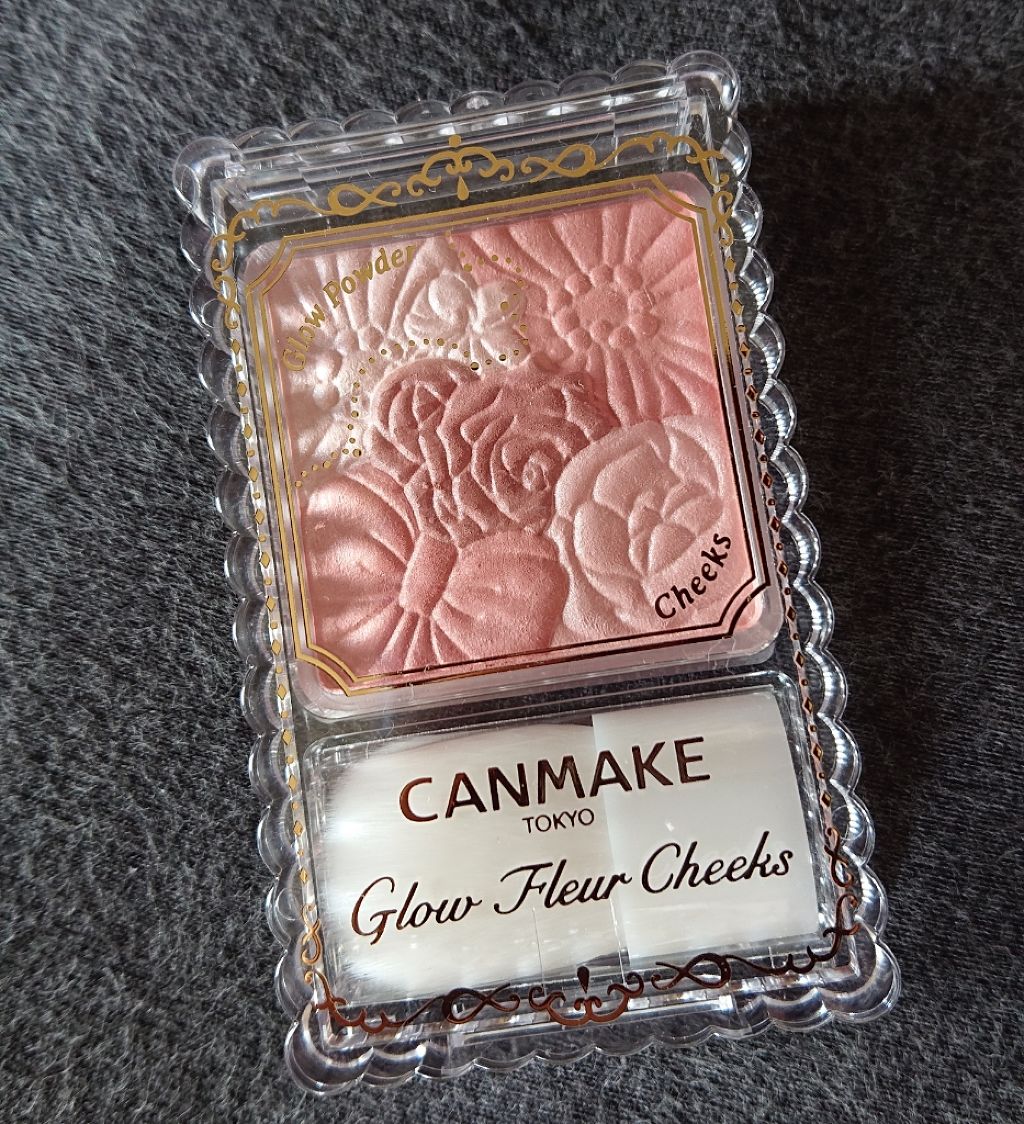 Glow Powder
Cheeks
CANMAKE
TOKYO
Glow Fleur Cheeks